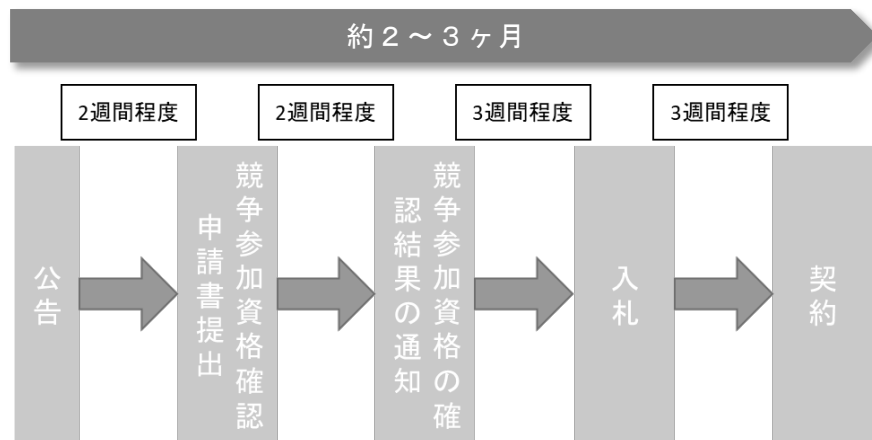 約２～３ヶ月
2週間程度
2週間程度
3週間程度
3週間程度
公告
競争参加資格確認
申請書提出
競争参加資格の確
認結果の通知
入札
契約